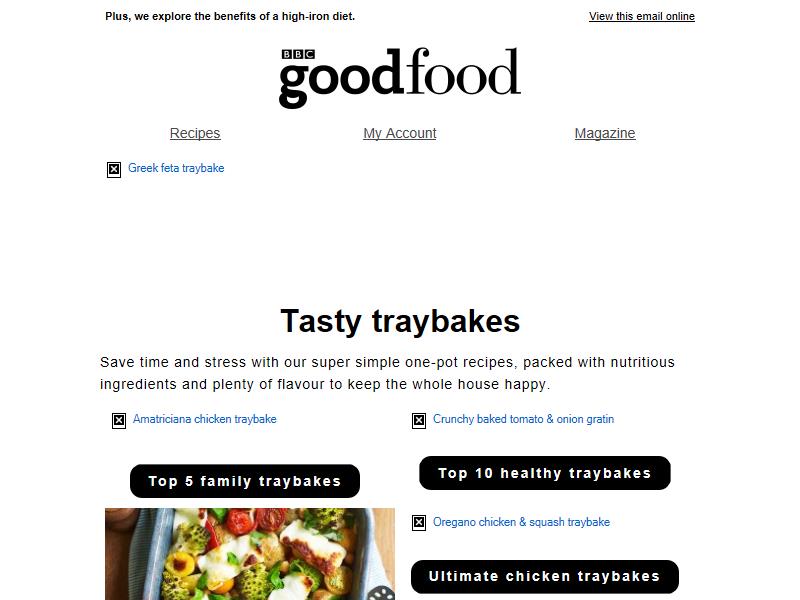 Plus, we explore the benefits of a high-iron diet.
View this email online
BBC
goodfood
Recipes
My Account
Magazine
Greek feta traybake
Tasty traybakes
Save time and stress with our super simple one-pot recipes, packed with nutritious
ingredients and plenty of flavour to keep the whole house happy.
Amatriciana chicken traybake
Crunchy baked tomato & onion gratin
Top 5 family traybakes
Top 10 healthy traybakes
Oregano chicken & squash traybake
Ultimate chicken traybakes